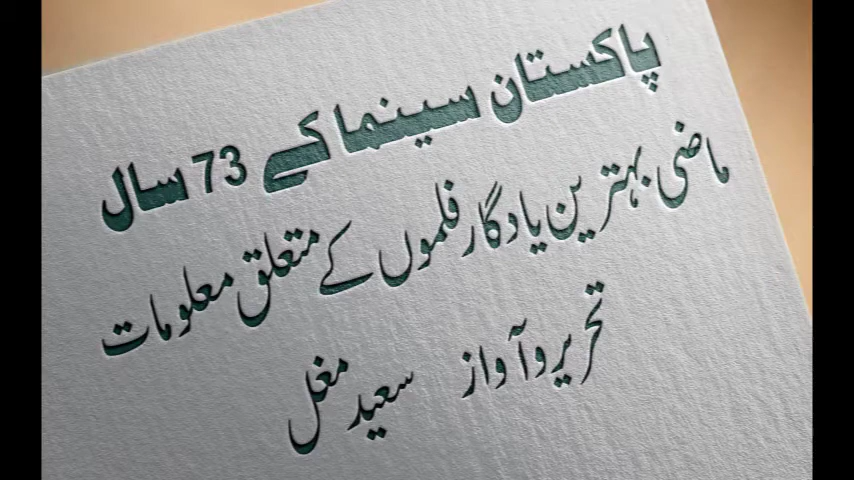 پاکستان سینما کے 73 سال
ماضی بہترین یادگار فلموں کے متعلق معلومات
تحریر و آواز سعید مغل